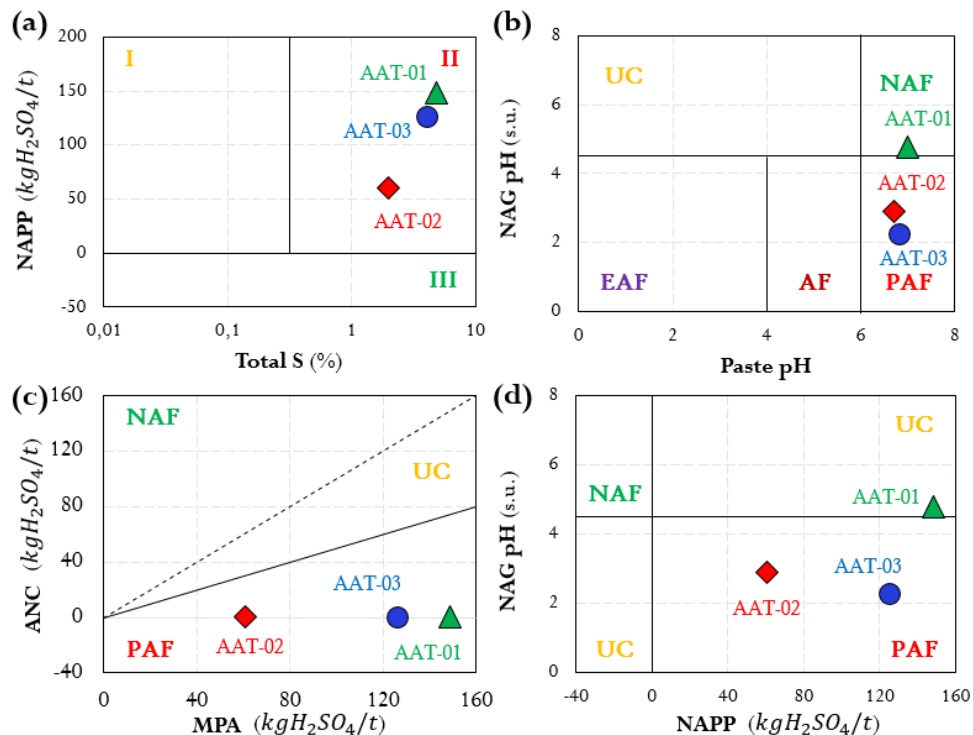 (a)
200
150
100
50
0
-50
NAPP (kgH₂SO₄/t)
I
II
III
AAT-01
AAT-03
AAT-02
0,01
0,1
1
10
Total S (%)
(b)
8
6
4
2
0
NAG pH (s.u.)
UC
NAF
AAT-01
AAT-02
AAT-03
EAF
AF
PAF
0
2
4
6
8
Paste pH
(c)
160
120
80
40
0
-40
ANC (kgH₂SO₄/t)
NAF
UC
AAT-03
PAF
AAT-02
AAT-01
0
40
80
120
160
MPA (kgH₂SO₄/t)
(d)
8
6
4
2
0
NAG pH (s.u.)
UC
NAF
AAT-01
AAT-03
AAT-02
UC
PAF
-40
0
40
80
120
160
NAPP (kgH₂SO₄/t)